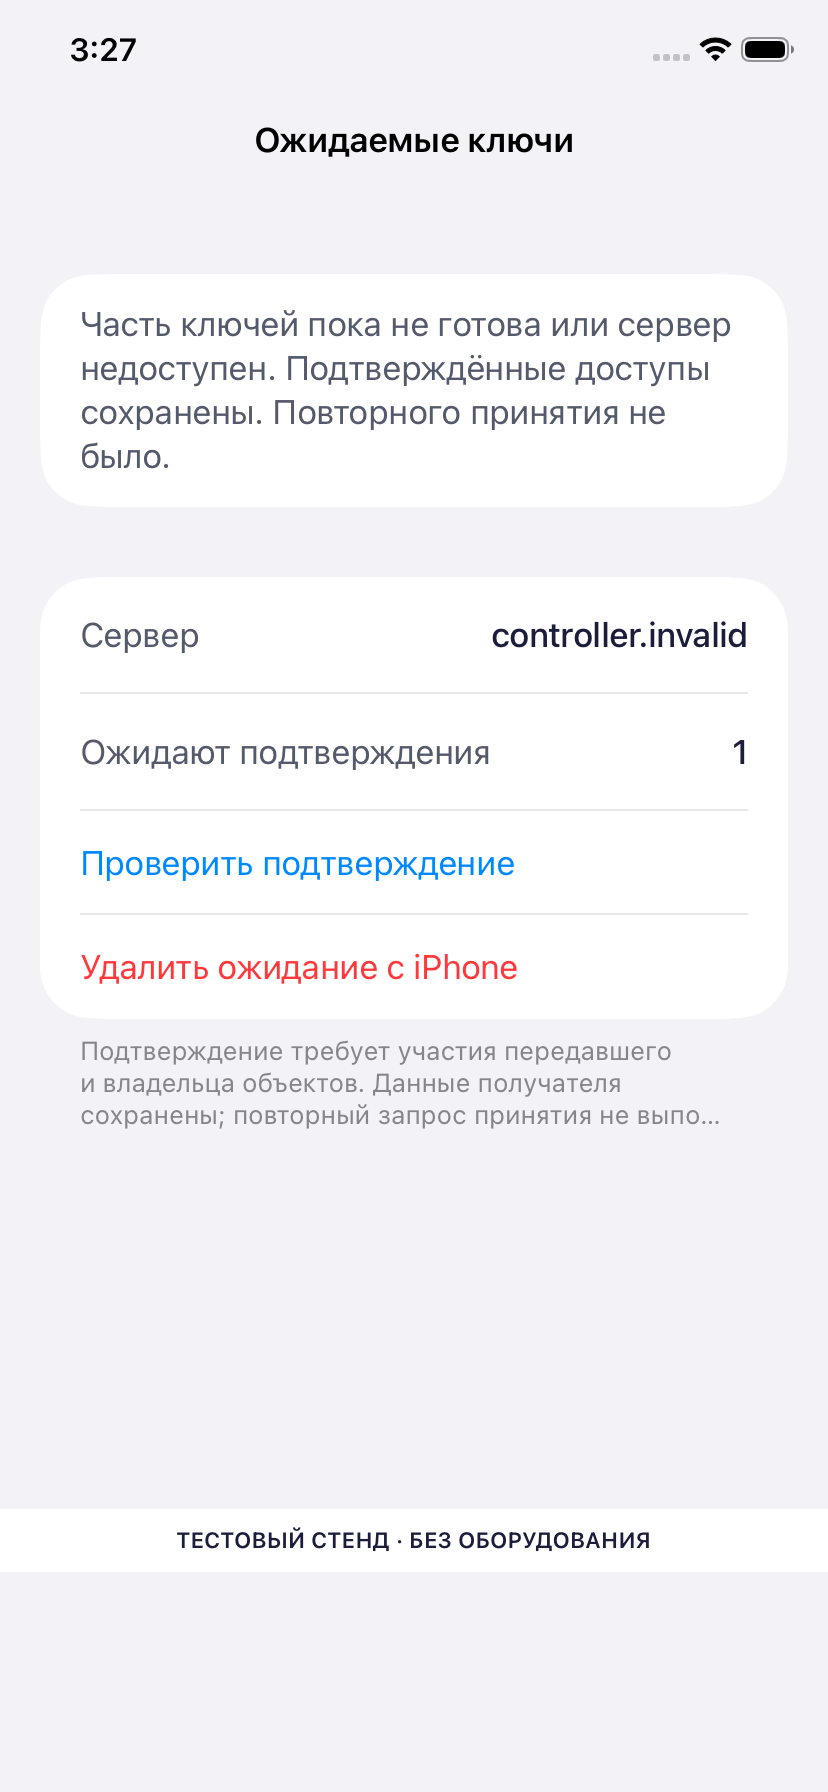 3:27
Ожидаемые ключи
Часть ключей пока не готова или сервер
недоступен. Подтверждённые доступы
сохранены. Повторного принятия не
было.
Сервер controller.invalid
Ожидают подтверждения 1
Проверить подтверждение
Удалить ожидание с iPhone
Подтверждение требует участия передавшего
и владельца объектов. Данные получателя
сохранены; повторный запрос принятия не выпо...
ТЕСТОВЫЙ СТЕНД · БЕЗ ОБОРУДОВАНИЯ